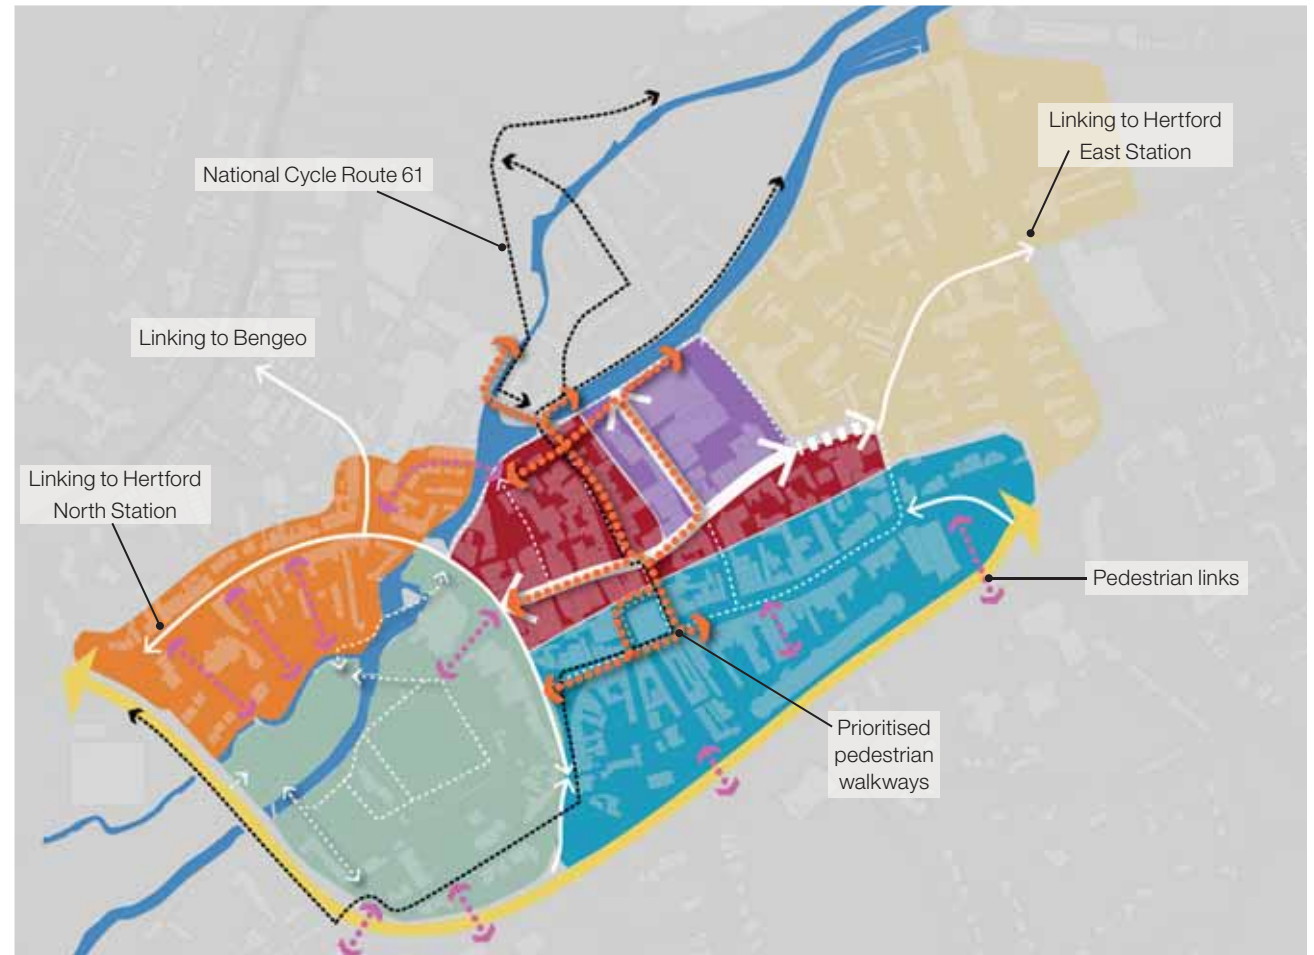 Linking to Hertford
East Station
National Cycle Route 61
Linking to Bengeo
Linking to Hertford
North Station
Pedestrian links
Prioritised
pedestrian
walkways